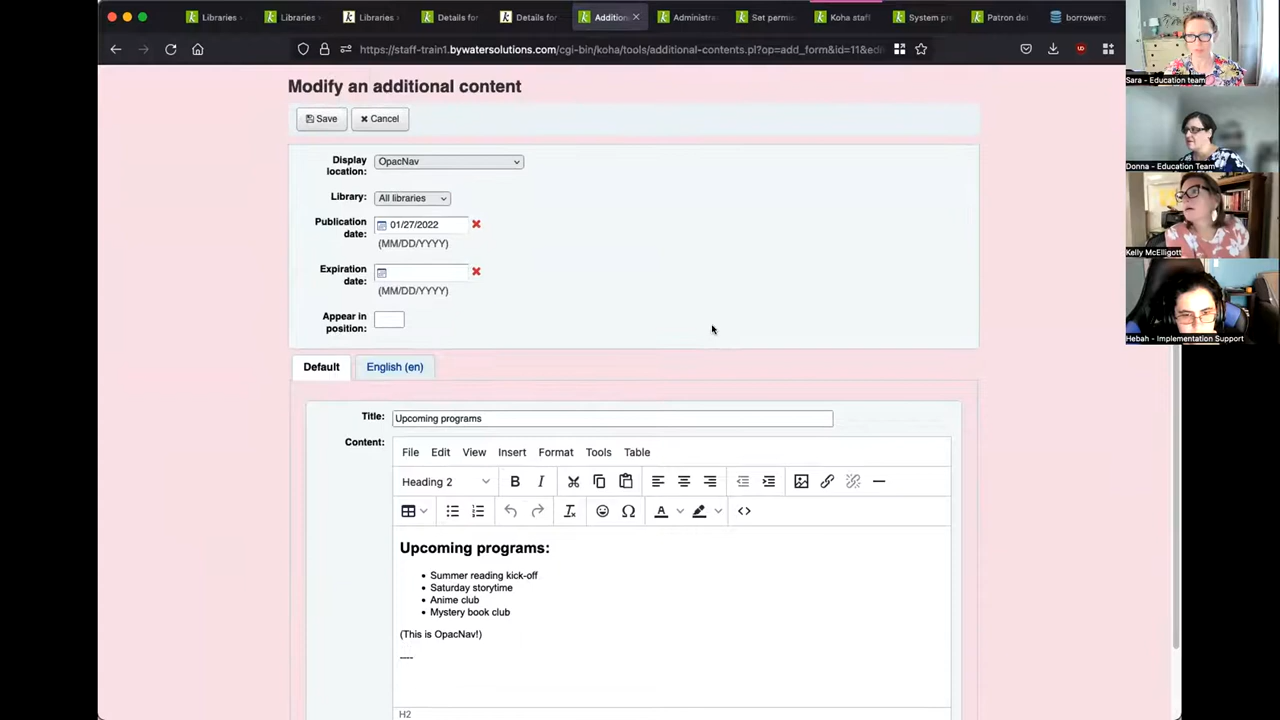 Libraries ›
Libraries ›
Libraries ›
Details for
Details for
Addition
Administra
Set permis
Koha staff
System pre
Patron det
borrowers
https://staff-train1.bywatersolutions.com/cgi-bin/koha/tools/additional-contents.pl?op=add_form&id=11&edi
Modify an additional content
Save
Cancel
Display location:
OpacNav
Library:
All libraries
Publication date:
01/27/2022
(MM/DD/YYYY)
Expiration date:
(MM/DD/YYYY)
Appear in position:
Default
English (en)
Title:
Upcoming programs
Content:
File Edit View Insert Format Tools Table
Heading 2
Upcoming programs:
• Summer reading kick-off
• Saturday storytime
• Anime club
• Mystery book club
(This is OpacNav!)
----
H2
Sara - Education team
Donna - Education Team
Kelly McElligott
Hebah - Implementation Support